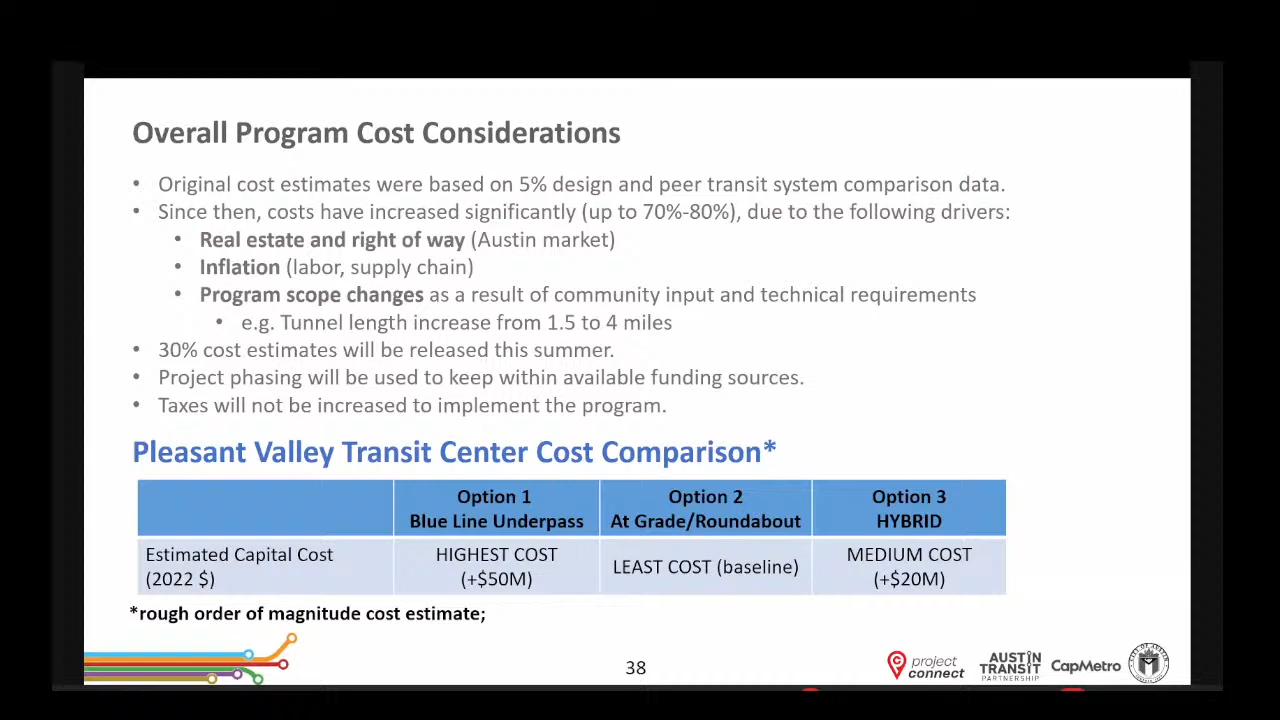 Overall Program Cost Considerations
• Original cost estimates were based on 5% design and peer transit system comparison data.
• Since then, costs have increased significantly (up to 70%-80%), due to the following drivers:
• Real estate and right of way (Austin market)
• Inflation (labor, supply chain)
• Program scope changes as a result of community input and technical requirements
• e.g. Tunnel length increase from 1.5 to 4 miles
• 30% cost estimates will be released this summer.
• Project phasing will be used to keep within available funding sources.
• Taxes will not be increased to implement the program.
Pleasant Valley Transit Center Cost Comparison*
Option 1
Blue Line Underpass
Option 2
At Grade/Roundabout
Option 3
HYBRID
Estimated Capital Cost
(2022 $)
HIGHEST COST
(+$50M)
LEAST COST (baseline)
MEDIUM COST
(+$20M)
*rough order of magnitude cost estimate;
38
project
connect
AUSTIN
TRANSIT
PARTNERSHIP
CapMetro